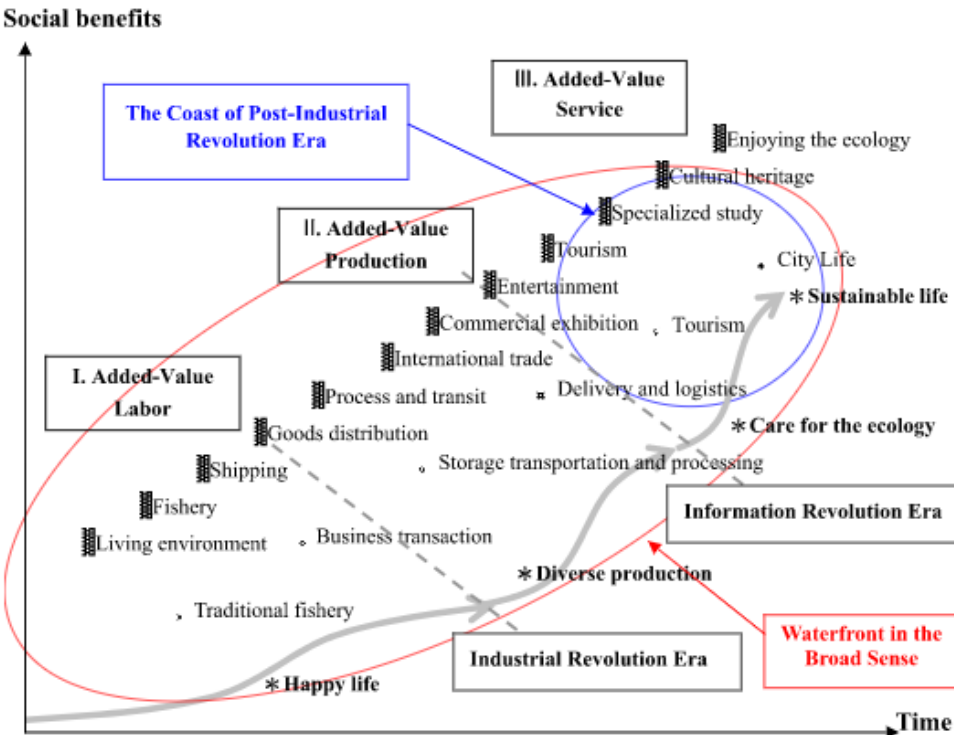 Social benefits
III. Added-Value
Service
The Coast of Post-Industrial
Revolution Era
Enjoying the ecology
Cultural heritage
Specialized study
II. Added-Value
Production
Tourism
City Life
Entertainment
* Sustainable life
Commercial exhibition
Tourism
International trade
I. Added-Value
Labor
Process and transit
Delivery and logistics
Goods distribution
* Care for the ecology
Shipping
Storage transportation and processing
Fishery
Information Revolution Era
Living environment
Business transaction
* Diverse production
Traditional fishery
Waterfront in the
Broad Sense
Industrial Revolution Era
* Happy life
Time